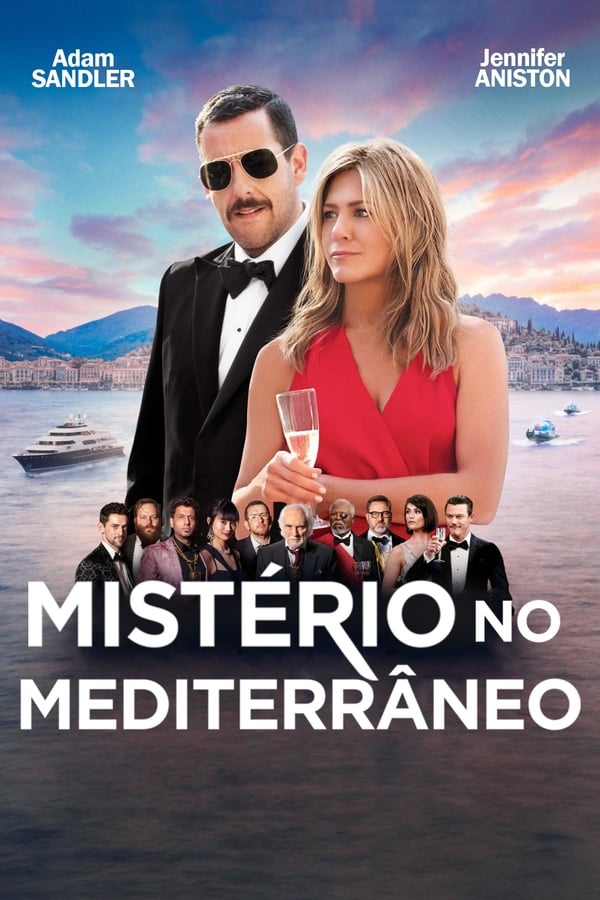 Adam
SANDLER
Jennifer
ANISTON
MISTÉRIO NO
MEDITERRÂNEO